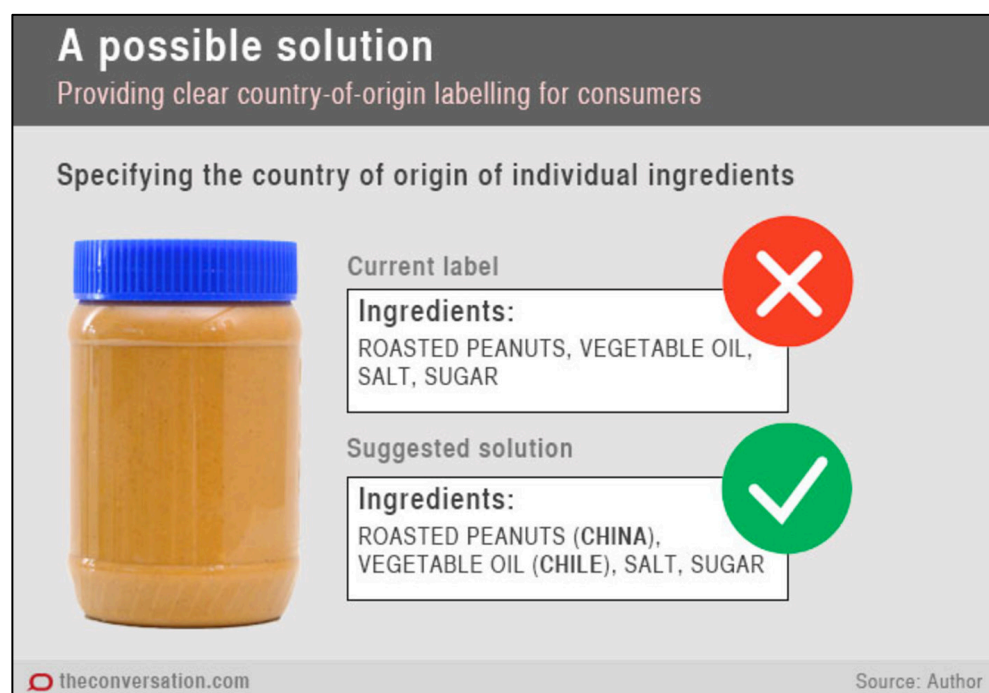 A possible solution
Providing clear country-of-origin labelling for consumers
Specifying the country of origin of individual ingredients
Current label
Ingredients:
ROASTED PEANUTS, VEGETABLE OIL,
SALT, SUGAR
Suggested solution
Ingredients:
ROASTED PEANUTS (CHINA),
VEGETABLE OIL (CHILE), SALT, SUGAR
theconversation.com
Source: Author